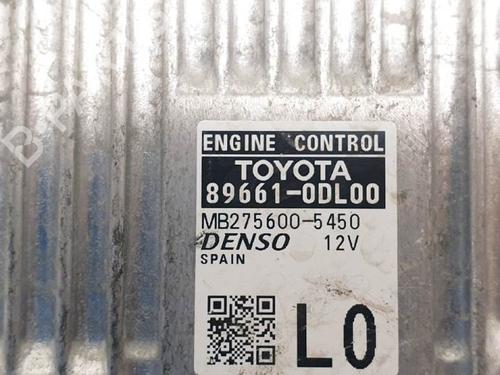 ENGINE CONTROL
TOYOTA
89661-0DL00
MB275600-5450
DENSO 12V
SPAIN
L0